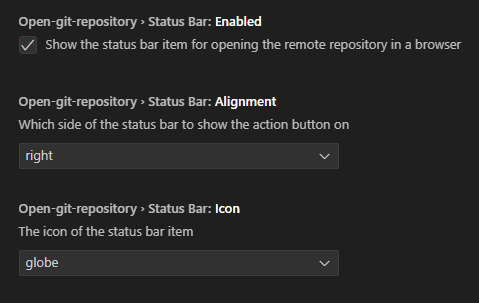 Open-git-repository › Status Bar: Enabled
Show the status bar item for opening the remote repository in a browser
Open-git-repository › Status Bar: Alignment
Which side of the status bar to show the action button on
right
Open-git-repository › Status Bar: Icon
The icon of the status bar item
globe